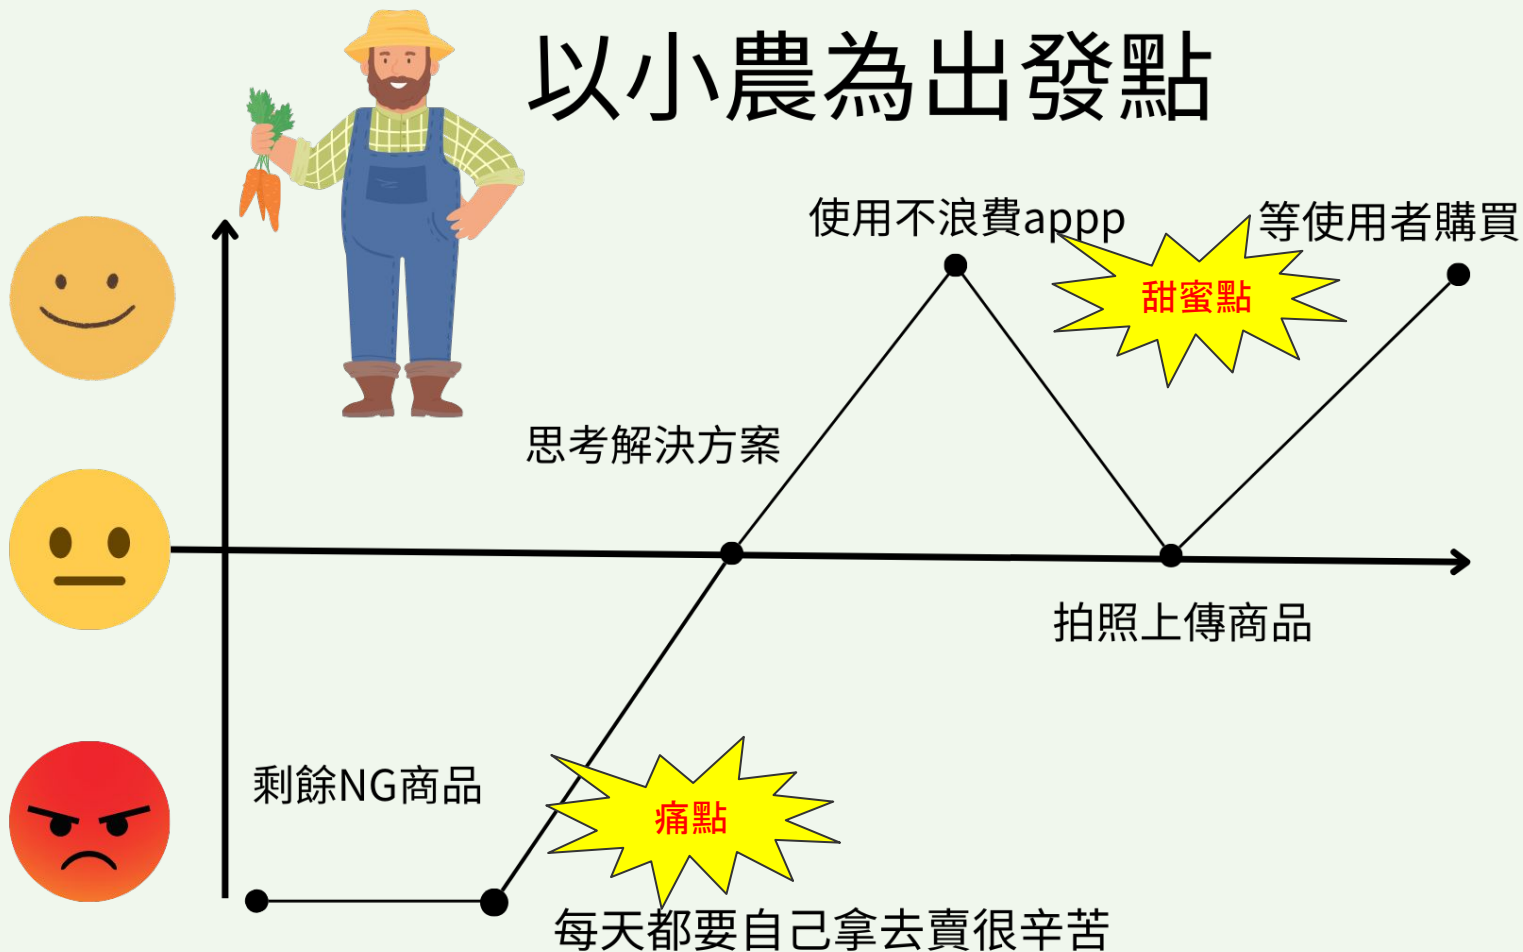 以小農為出發點
使用不浪費appp
等使用者購買
甜蜜點
思考解決方案
拍照上傳商品
剩餘NG商品
痛點
每天都要自己拿去賣很辛苦